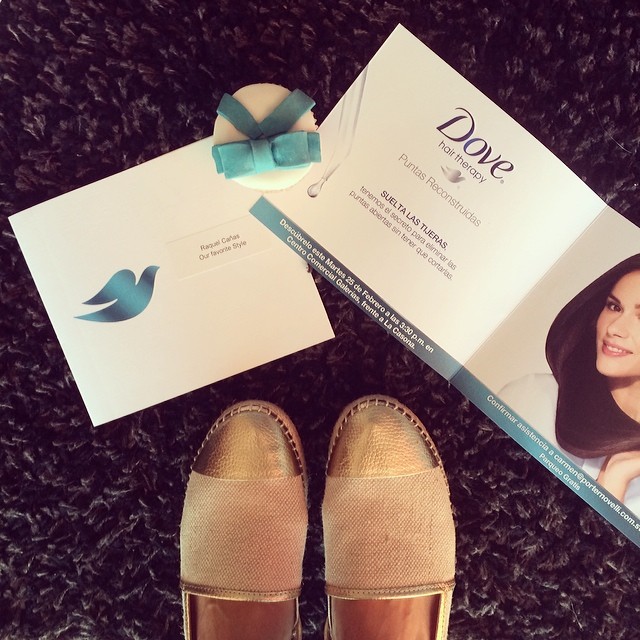 Raquel Cañas
Our favorite Style
Dove
hair therapy
Puntas Reconstruidas
SUELTA LAS TIJERAS
tenemos el secreto para eliminar las
puntas abiertas sin tener que cortarlas.
Descúbrelo este Martes 25 de Febrero a las 3:30 p.m. en
Centro Comercial Galerías, frente a La Casona.
Confirmar asistencia a carmen@porternovelli.com.s
Parqueo gratis